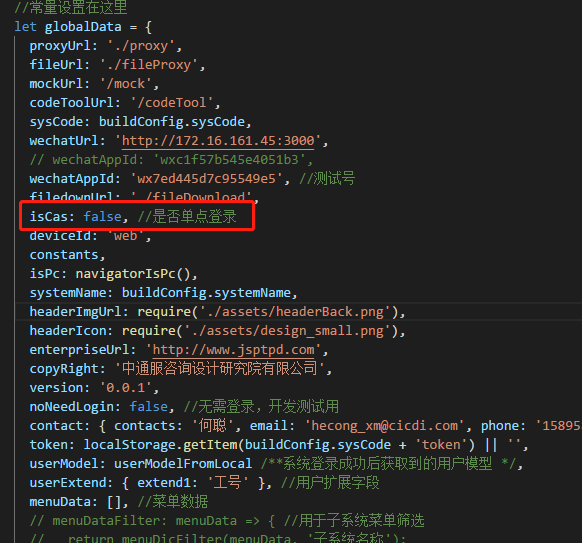 //常量设置在这里
let globalData = {
proxyUrl: './proxy',
fileUrl: './fileProxy',
mockUrl: '/mock',
codeToolUrl: '/codeTool',
sysCode: buildConfig.sysCode,
wechatUrl: 'http://172.16.161.45:3000',
// wechatAppId: 'wxc1f57b545e4051b3',
wechatAppId: 'wx7ed445d7c95549e5', //测试号
filedownUrl: './fileDownload',
isCas: false, //是否单点登录
deviceId: 'web',
constants,
isPc: navigatorIsPc(),
systemName: buildConfig.systemName,
headerImgUrl: require('./assets/headerBack.png'),
headerIcon: require('./assets/design_small.png'),
enterpriseUrl: 'http://www.jsptpd.com',
copyRight: '中通服咨询设计研究院有限公司',
version: '0.0.1',
noNeedLogin: false, //无需登录，开发测试用
contact: { contacts: '何聪', email: 'hecong_xm@cicdi.com', phone: '15895
token: localStorage.getItem(buildConfig.sysCode + 'token') || '',
userModel: userModelFromLocal /**系统登录成功后获取到的用户模型 */,
userExtend: { extend1: '工号' }, //用户扩展字段
menuData: [], //菜单数据
// menuDataFilter: menuData => { //用于子系统菜单筛选
//   return menuDicFilter(menuData, '子系统名称');